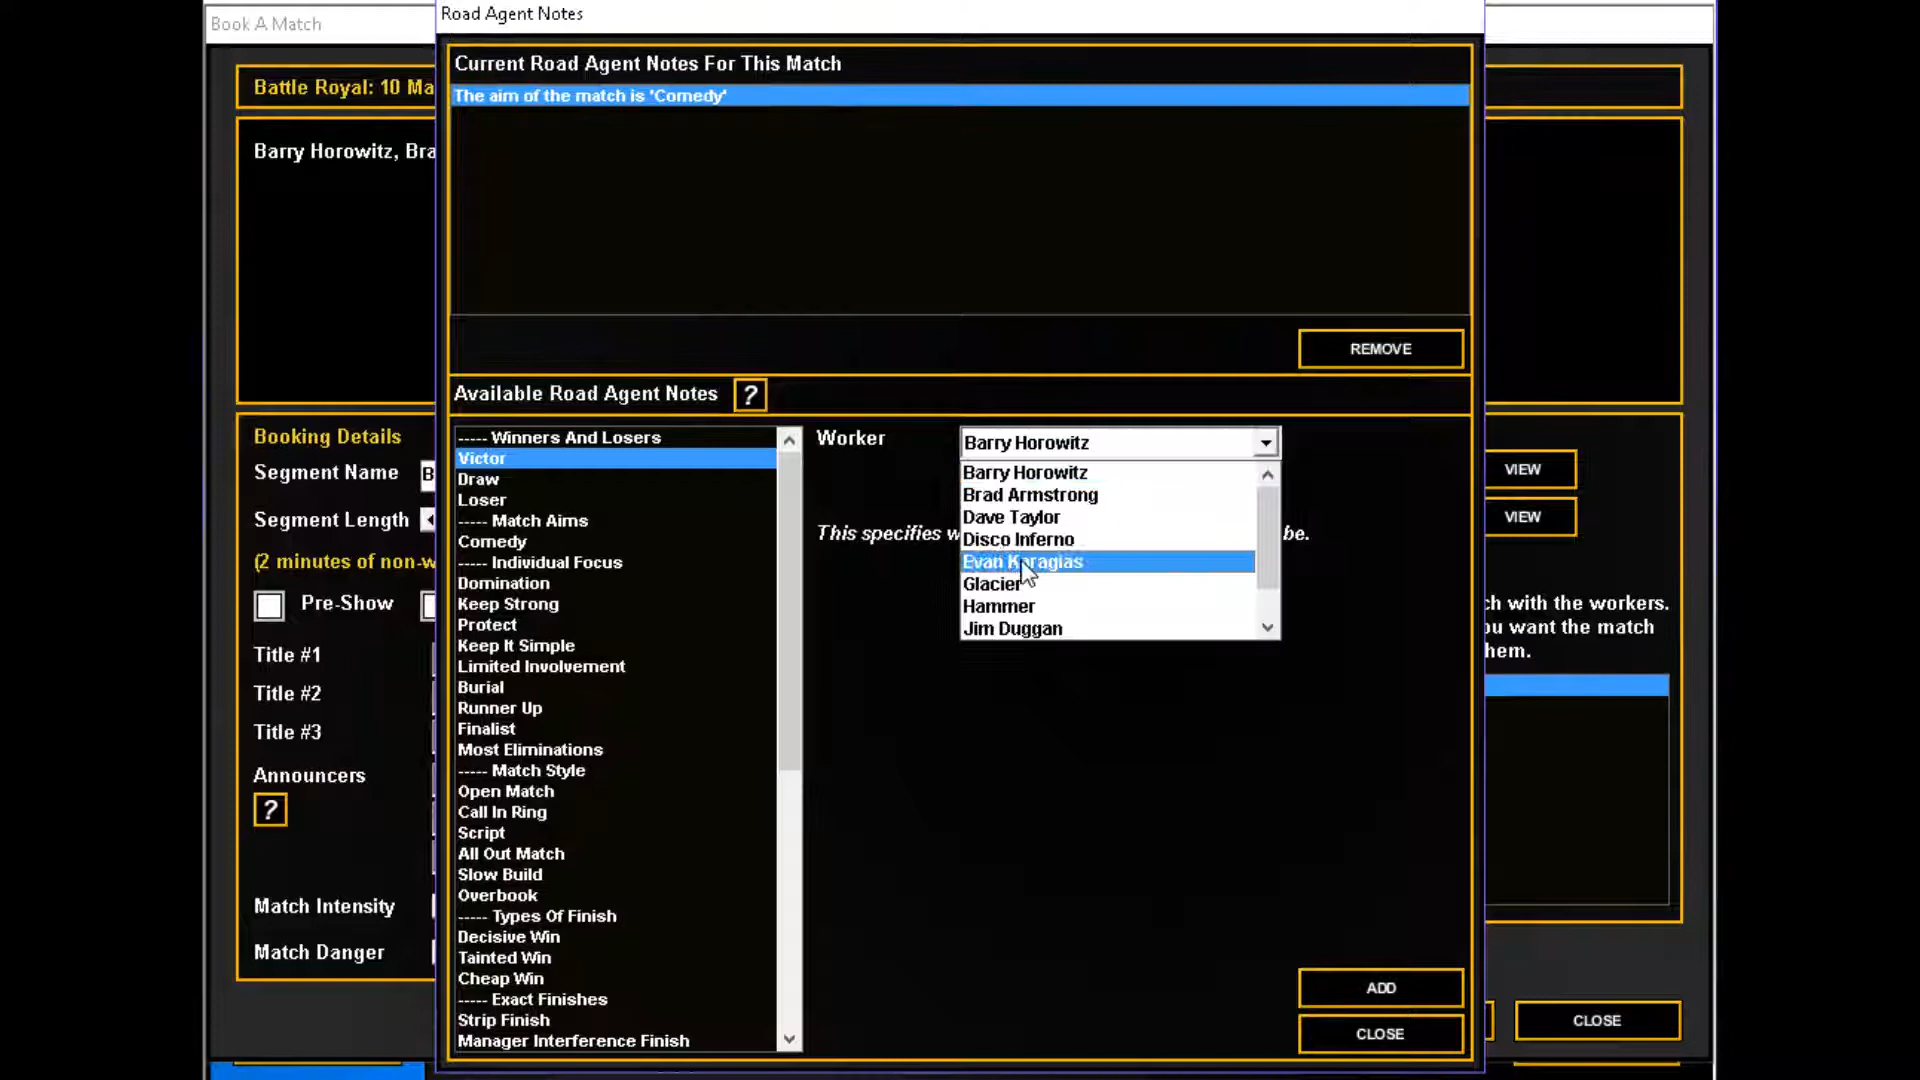 Book A Match
Road Agent Notes
Battle Royal: 10 Ma
Current Road Agent Notes For This Match
The aim of the match is 'Comedy'
Barry Horowitz, Bra
REMOVE
Available Road Agent Notes ?
Booking Details
Segment Name B
Segment Length
(2 minutes of non-w
Pre-Show
Title #1
Title #2
Title #3
Announcers
?
Match Intensity
Match Danger
----- Winners And Losers
Victor
Draw
Loser
----- Match Aims
Comedy
----- Individual Focus
Domination
Keep Strong
Protect
Keep It Simple
Limited Involvement
Burial
Runner Up
Finalist
Most Eliminations
----- Match Style
Open Match
Call In Ring
Script
All Out Match
Slow Build
Overbook
----- Types Of Finish
Decisive Win
Tainted Win
Cheap Win
----- Exact Finishes
Strip Finish
Manager Interference Finish
Worker Barry Horowitz
Barry Horowitz
Brad Armstrong
Dave Taylor
Disco Inferno
Evan Karagias
Glacier
Hammer
Jim Duggan
This specifies w be.
VIEW
VIEW
ch with the workers.
ou want the match
hem.
ADD
CLOSE
CLOSE